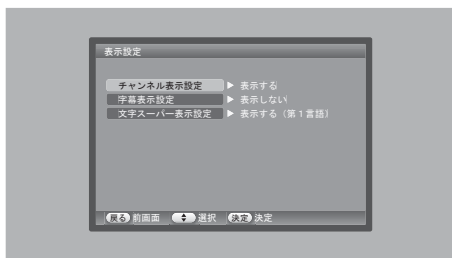 表示設定
チャンネル表示設定 ▶ 表示する
字幕表示設定 ▶ 表示しない
文字スーパー表示設定 ▶ 表示する（第1言語）
戻る 前画面 選択 決定 決定